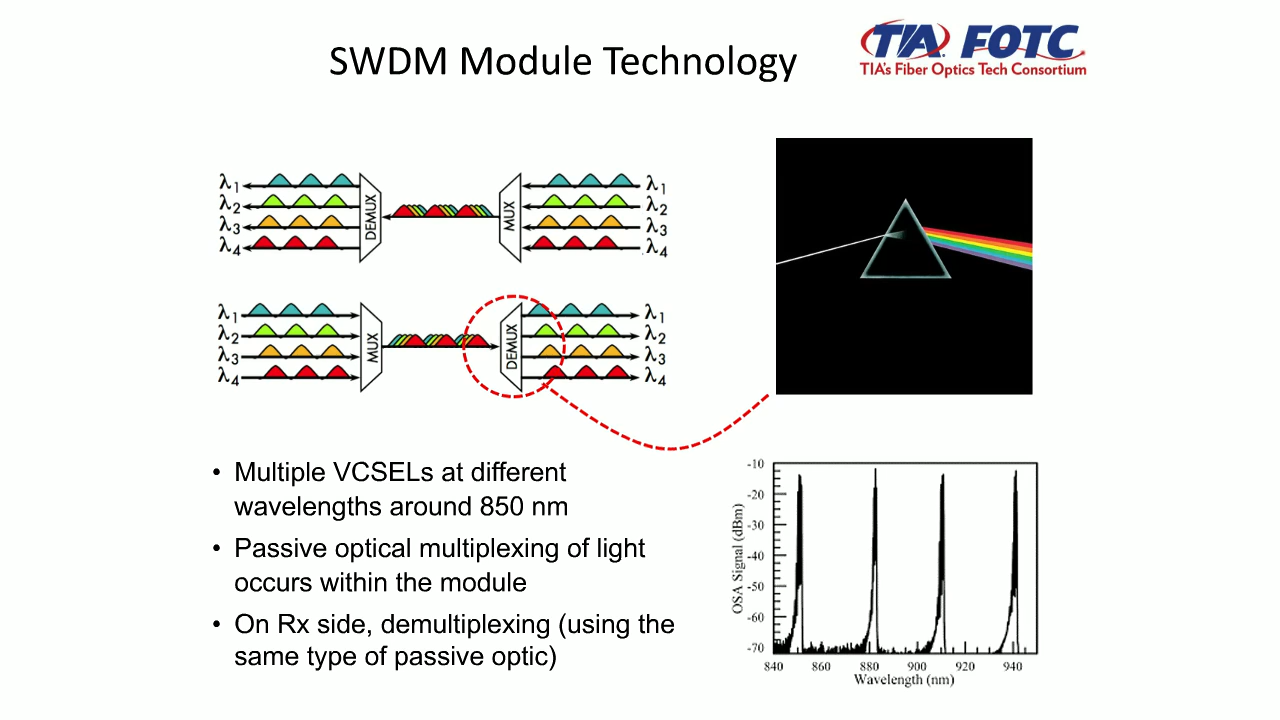 SWDM Module Technology
TIA FOTC
TIA's Fiber Optics Tech Consortium
λ1
λ2
λ3
λ4
DEMUX
MUX
λ1
λ2
λ3
λ4
λ1
λ2
λ3
λ4
MUX
DEMUX
λ1
λ2
λ3
λ4
• Multiple VCSELs at different
wavelengths around 850 nm
• Passive optical multiplexing of light
occurs within the module
• On Rx side, demultiplexing (using the
same type of passive optic)
OSA Signal (dBm)
-10
-20
-30
-40
-50
-60
-70
840 860 880 900 920 940
Wavelength (nm)